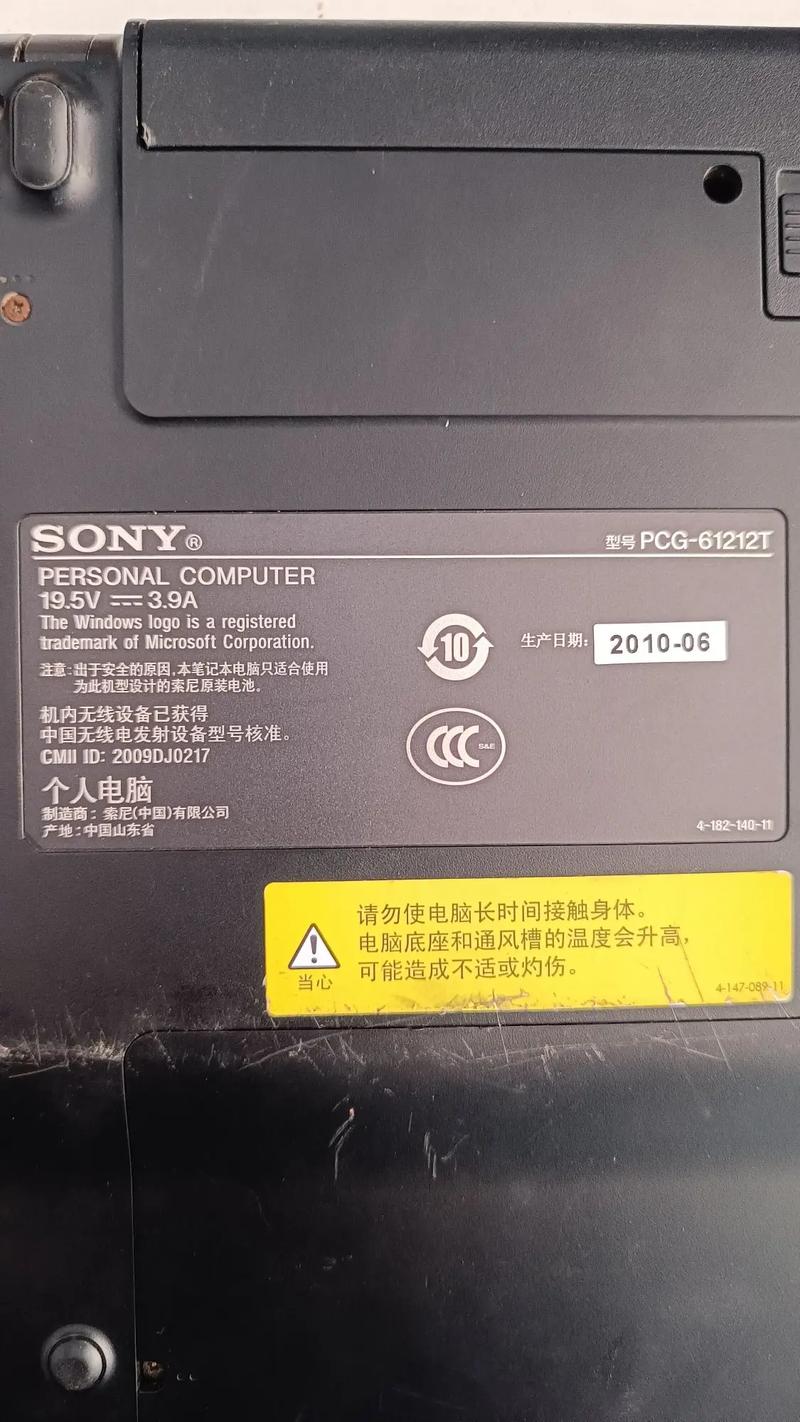 SONY®
型号 PCG-61212T
PERSONAL COMPUTER
19.5V ⎓ 3.9A
The Windows logo is a registered
trademark of Microsoft Corporation.
注意:出于安全的原因,本笔记本电脑只适合使用
为此机型设计的索尼原装电池。
机内无线设备已获得
中国无线电发射设备型号核准。
CMII ID: 2009DJ0217
个人电脑
制造商: 索尼(中国)有限公司
产地:中国山东省
10
生产日期: 2010-06
CCC S&E
4-182-140-11
请勿使电脑长时间接触身体。
电脑底座和通风槽的温度会升高,
可能造成不适或灼伤。
当心
4-147-089-11